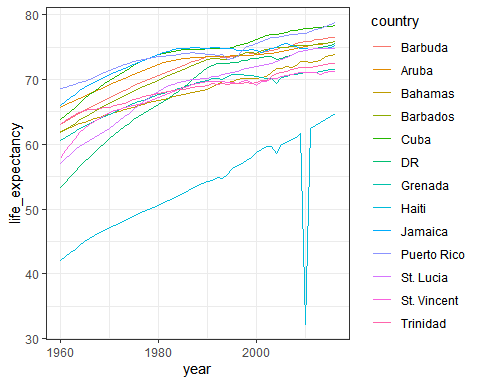 80
70
60
50
40
30
life_expectancy
1960
1980
2000
year
country
Barbuda
Aruba
Bahamas
Barbados
Cuba
DR
Grenada
Haiti
Jamaica
Puerto Rico
St. Lucia
St. Vincent
Trinidad